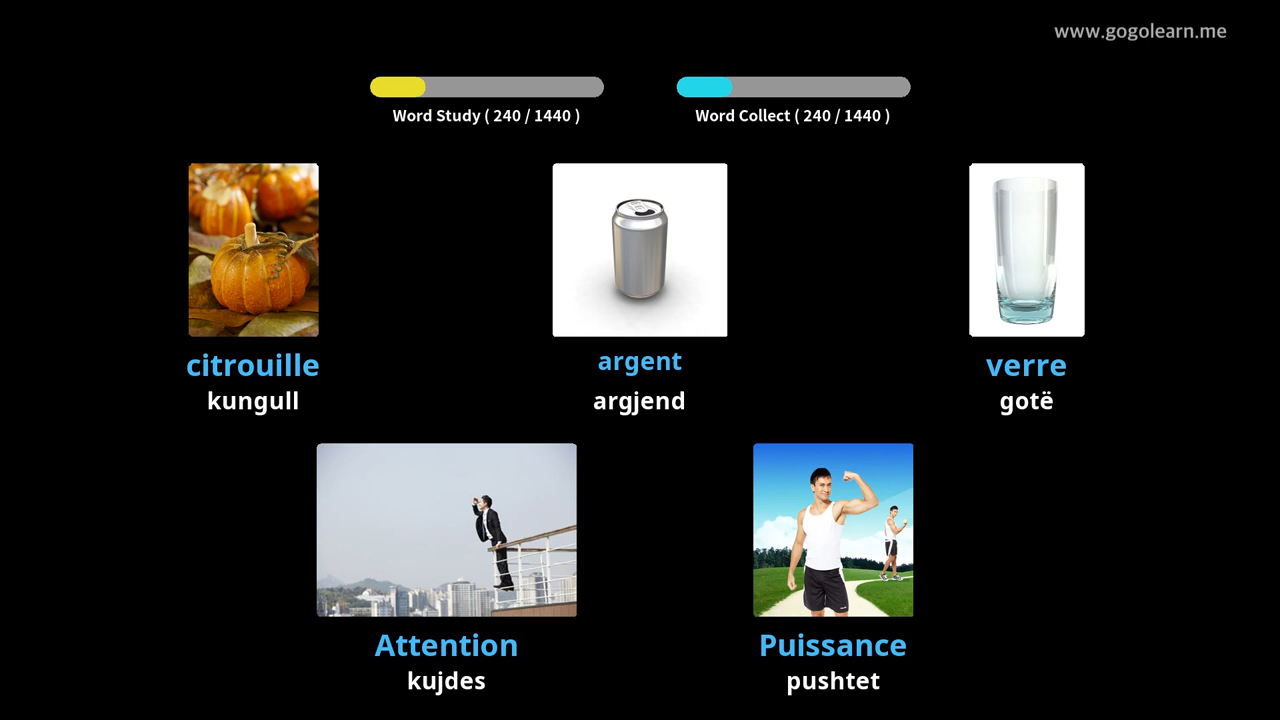 www.gogolearn.me
Word Study ( 240 / 1440 )
Word Collect ( 240 / 1440 )
citrouille
kungull
argent
argjend
verre
gotë
Attention
kujdes
Puissance
pushtet